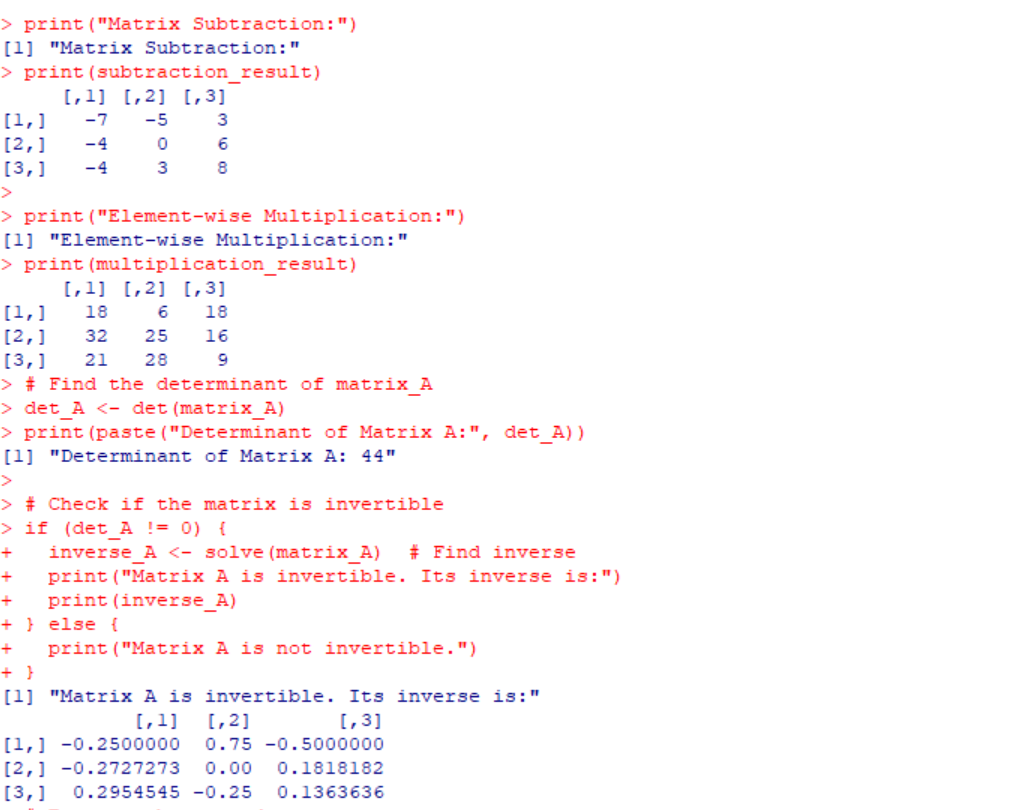 > print("Matrix Subtraction:")
[1] "Matrix Subtraction:"
> print(subtraction_result)
     [,1] [,2] [,3]
[1,]   -7   -5    3
[2,]   -4    0    6
[3,]   -4    3    8
>
> print("Element-wise Multiplication:")
[1] "Element-wise Multiplication:"
> print(multiplication_result)
     [,1] [,2] [,3]
[1,]   18    6   18
[2,]   32   25   16
[3,]   21   28    9
> # Find the determinant of matrix_A
> det_A <- det(matrix_A)
> print(paste("Determinant of Matrix A:", det_A))
[1] "Determinant of Matrix A: 44"
>
> # Check if the matrix is invertible
> if (det_A != 0) {
+   inverse_A <- solve(matrix_A)  # Find inverse
+   print("Matrix A is invertible. Its inverse is:")
+   print(inverse_A)
+ } else {
+   print("Matrix A is not invertible.")
+ }
[1] "Matrix A is invertible. Its inverse is:"
           [,1]  [,2]       [,3]
[1,] -0.2500000  0.75 -0.5000000
[2,] -0.2727273  0.00  0.1818182
[3,]  0.2954545 -0.25  0.1363636